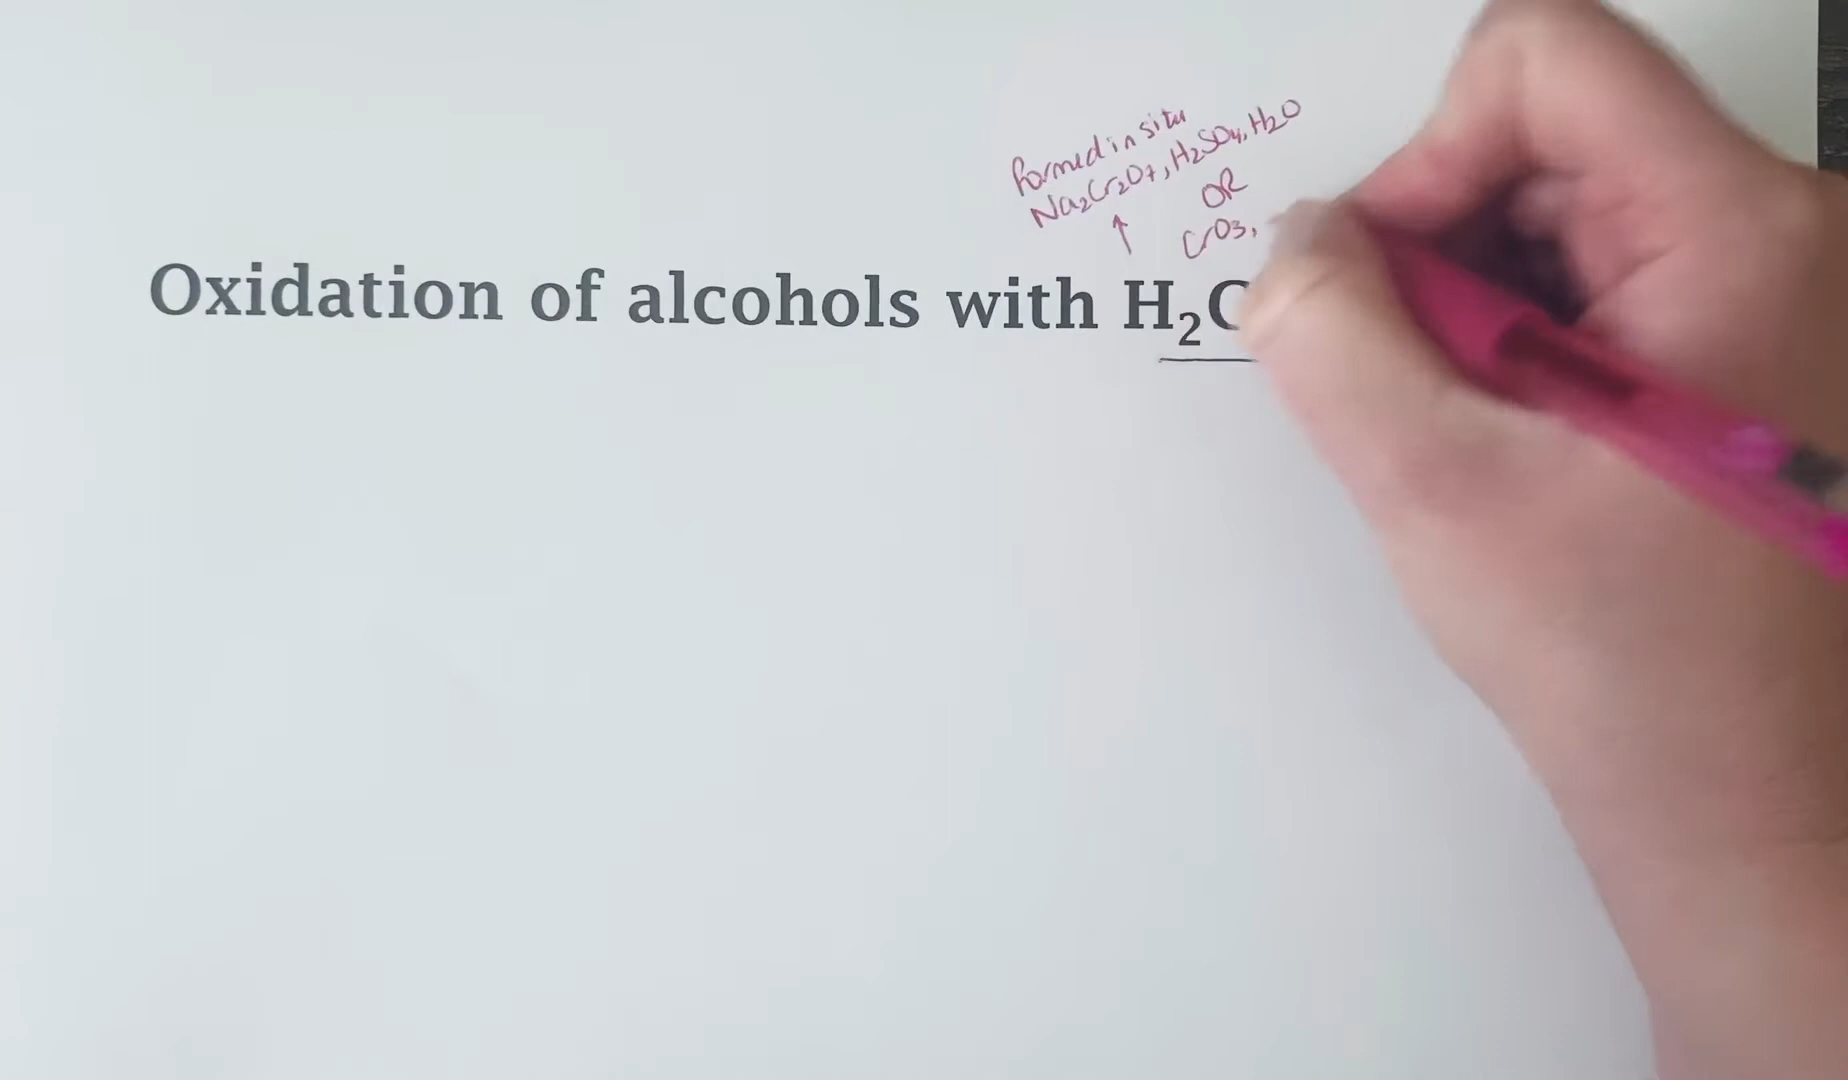 formed in situ
Na2Cr2O7, H2SO4, H2O
OR
↑ CrO3,
Oxidation of alcohols with H₂C